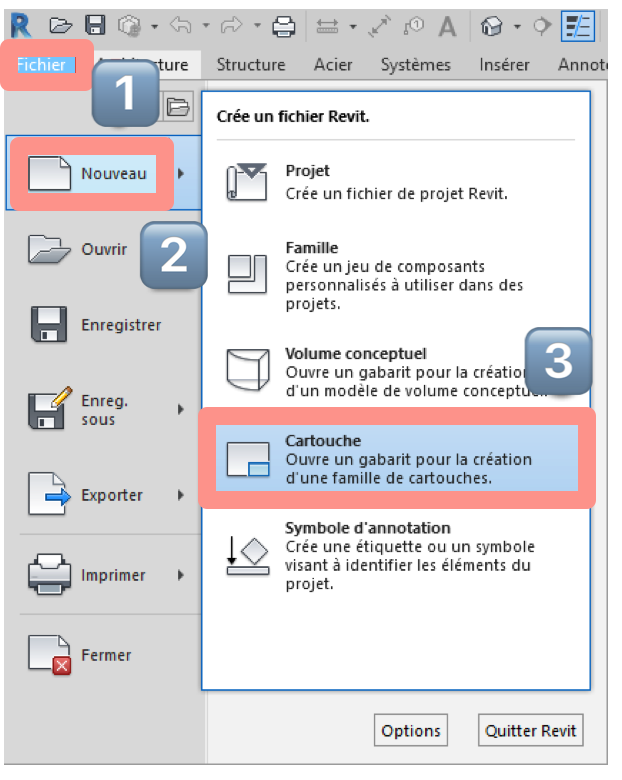 R
Fichier
Structure Acier Systèmes Insérer
1
Crée un fichier Revit.
Nouveau
Projet
Crée un fichier de projet Revit.
2
Ouvrir
Famille
Crée un jeu de composants
personnalisés à utiliser dans des
projets.
Enregistrer
3
Volume conceptuel
Ouvre un gabarit pour la création
d'un modèle de volume
Enreg.
sous
Cartouche
Ouvre un gabarit pour la création
d'une famille de cartouches.
Exporter
Symbole d'annotation
Crée une étiquette ou un symbole
visant à identifier les éléments du
projet.
Imprimer
Fermer
Options Quitter Revit